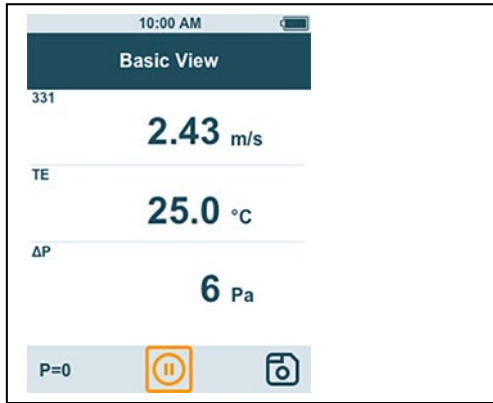 10:00 AM
Basic View
331
2.43 m/s
TE
25.0 °C
ΔP
6 Pa
P=0